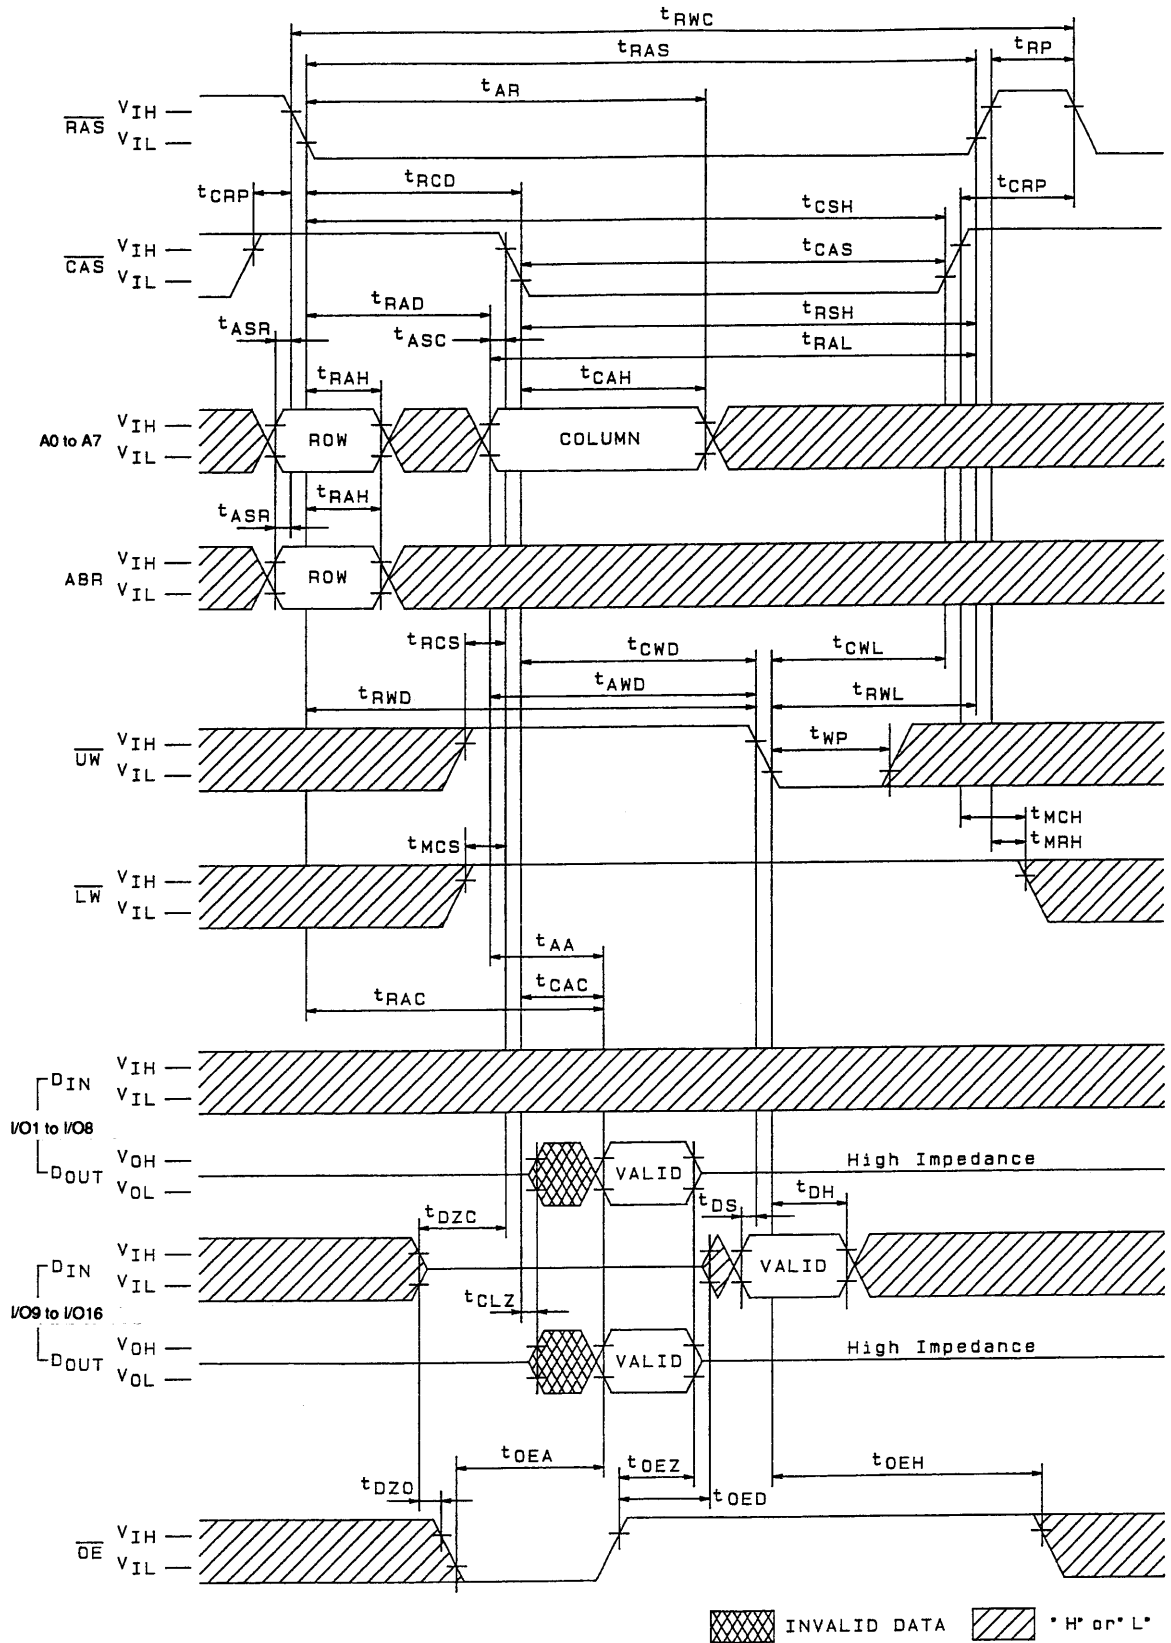 tRWC
tRAS
tRP
tAR
RAS
VIH
VIL
tCRP
tRCD
tCRP
tCSH
CAS
VIH
VIL
tCAS
tRAD
tRSH
tASR
tASC
tRAL
tRAH
tCAH
A0 to A7
VIH
VIL
ROW
COLUMN
tASR
tRAH
A8R
VIH
VIL
ROW
tRCS
tCWD
tCWL
tRWD
tAWD
tRWL
UW
VIH
VIL
tWP
tMCH
tMCS
tMRH
LW
VIH
VIL
tAA
tCAC
tRAC
DIN
VIH
VIL
I/O1 to I/O8
DOUT
VOH
VOL
VALID
High Impedance
tDS
tDH
tDZC
DIN
VIH
VIL
VALID
I/O9 to I/O16
tCLZ
DOUT
VOH
VOL
VALID
High Impedance
tOEA
tOEZ
tOEH
tDZO
tOED
OE
VIH
VIL
INVALID DATA
"H" or "L"